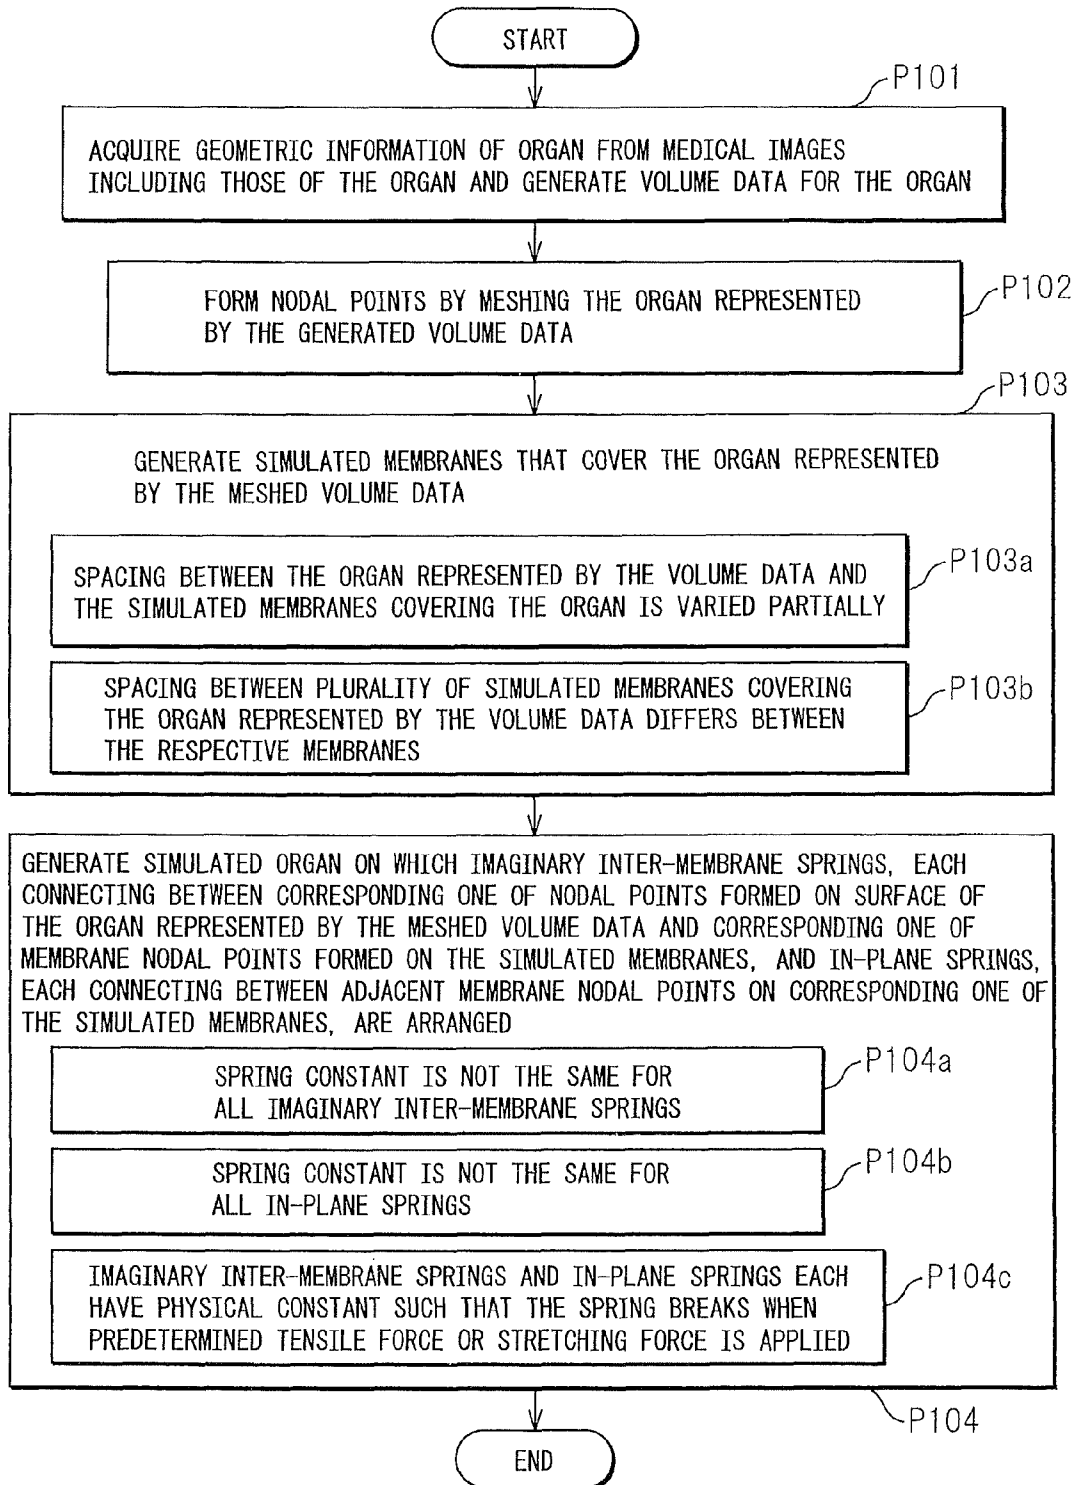 START
P101
ACQUIRE GEOMETRIC INFORMATION OF ORGAN FROM MEDICAL IMAGES
INCLUDING THOSE OF THE ORGAN AND GENERATE VOLUME DATA FOR THE ORGAN
P102
FORM NODAL POINTS BY MESHING THE ORGAN REPRESENTED
BY THE GENERATED VOLUME DATA
P103
GENERATE SIMULATED MEMBRANES THAT COVER THE ORGAN REPRESENTED
BY THE MESHED VOLUME DATA
P103a
SPACING BETWEEN THE ORGAN REPRESENTED BY THE VOLUME DATA AND
THE SIMULATED MEMBRANES COVERING THE ORGAN IS VARIED PARTIALLY
P103b
SPACING BETWEEN PLURALITY OF SIMULATED MEMBRANES COVERING
THE ORGAN REPRESENTED BY THE VOLUME DATA DIFFERS BETWEEN
THE RESPECTIVE MEMBRANES
GENERATE SIMULATED ORGAN ON WHICH IMAGINARY INTER-MEMBRANE SPRINGS, EACH
CONNECTING BETWEEN CORRESPONDING ONE OF NODAL POINTS FORMED ON SURFACE OF
THE ORGAN REPRESENTED BY THE MESHED VOLUME DATA AND CORRESPONDING ONE OF
MEMBRANE NODAL POINTS FORMED ON THE SIMULATED MEMBRANES, AND IN-PLANE SPRINGS,
EACH CONNECTING BETWEEN ADJACENT MEMBRANE NODAL POINTS ON CORRESPONDING ONE OF
THE SIMULATED MEMBRANES, ARE ARRANGED
P104a
SPRING CONSTANT IS NOT THE SAME FOR
ALL IMAGINARY INTER-MEMBRANE SPRINGS
P104b
SPRING CONSTANT IS NOT THE SAME FOR
ALL IN-PLANE SPRINGS
P104c
IMAGINARY INTER-MEMBRANE SPRINGS AND IN-PLANE SPRINGS EACH
HAVE PHYSICAL CONSTANT SUCH THAT THE SPRING BREAKS WHEN
PREDETERMINED TENSILE FORCE OR STRETCHING FORCE IS APPLIED
P104
END